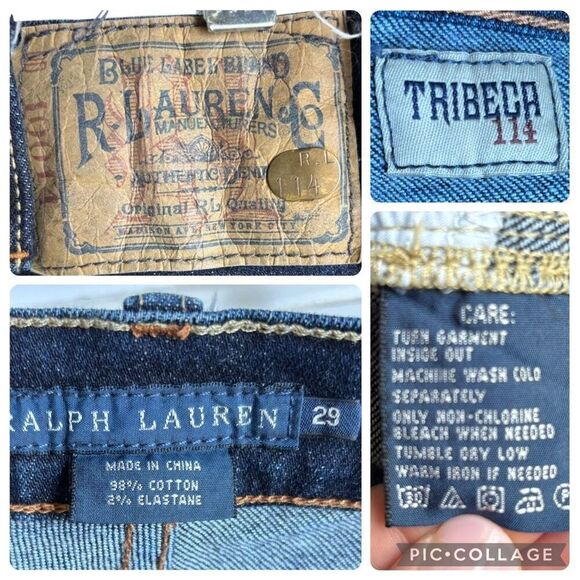 BLUE LABEL BRAND
R. LAUREN & Co
MANUFACTURERS
AUTHENTIC DENIM
R.L
114
Original RL Quality
MADISON AVE NEW YORK CITY
TRIBECA
114
RALPH LAUREN
29
MADE IN CHINA
98% COTTON
2% ELASTANE
CARE:
TURN GARMENT
INSIDE OUT
MACHINE WASH COLD
SEPARATELY
ONLY NON-CHLORINE
BLEACH WHEN NEEDED
TUMBLE DRY LOW
WARM IRON IF NEEDED
PIC•COLLAGE